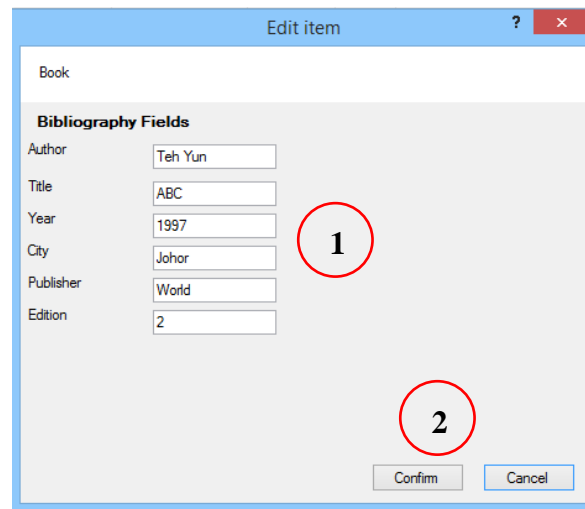 Edit item
? ×
Book
Bibliography Fields
Author Teh Yun
Title ABC
Year 1997
1
City Johor
Publisher World
Edition 2
2
Confirm Cancel